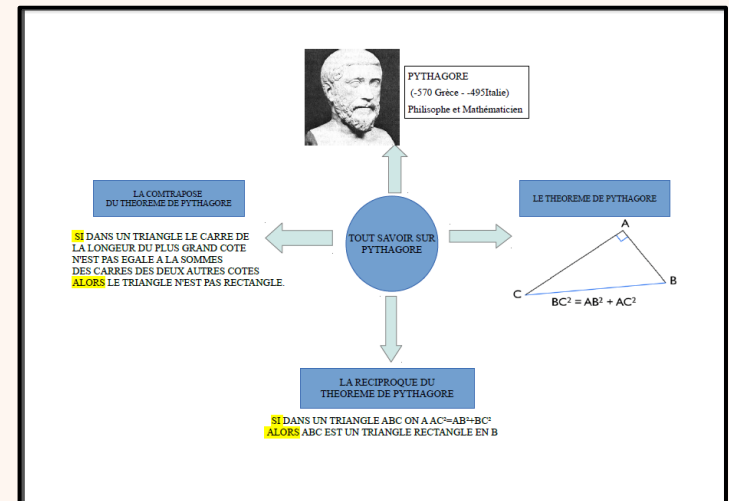 PYTHAGORE
(-570 Grèce - -495Italie)
Philisophe et Mathématicien
LA COMTRAPOSE
DU THEOREME DE PYTHAGORE
SI DANS UN TRIANGLE LE CARRE DE
LA LONGEUR DU PLUS GRAND COTE
N'EST PAS EGALE A LA SOMMES
DES CARRES DES DEUX AUTRES COTES
ALORS LE TRIANGLE N'EST PAS RECTANGLE.
TOUT SAVOIR SUR
PYTHAGORE
LE THEOREME DE PYTHAGORE
A
B
C
BC² = AB² + AC²
LA RECIPROQUE DU
THEOREME DE PYTHAGORE
SI DANS UN TRIANGLE ABC ON A AC²=AB²+BC²
ALORS ABC EST UN TRIANGLE RECTANGLE EN B